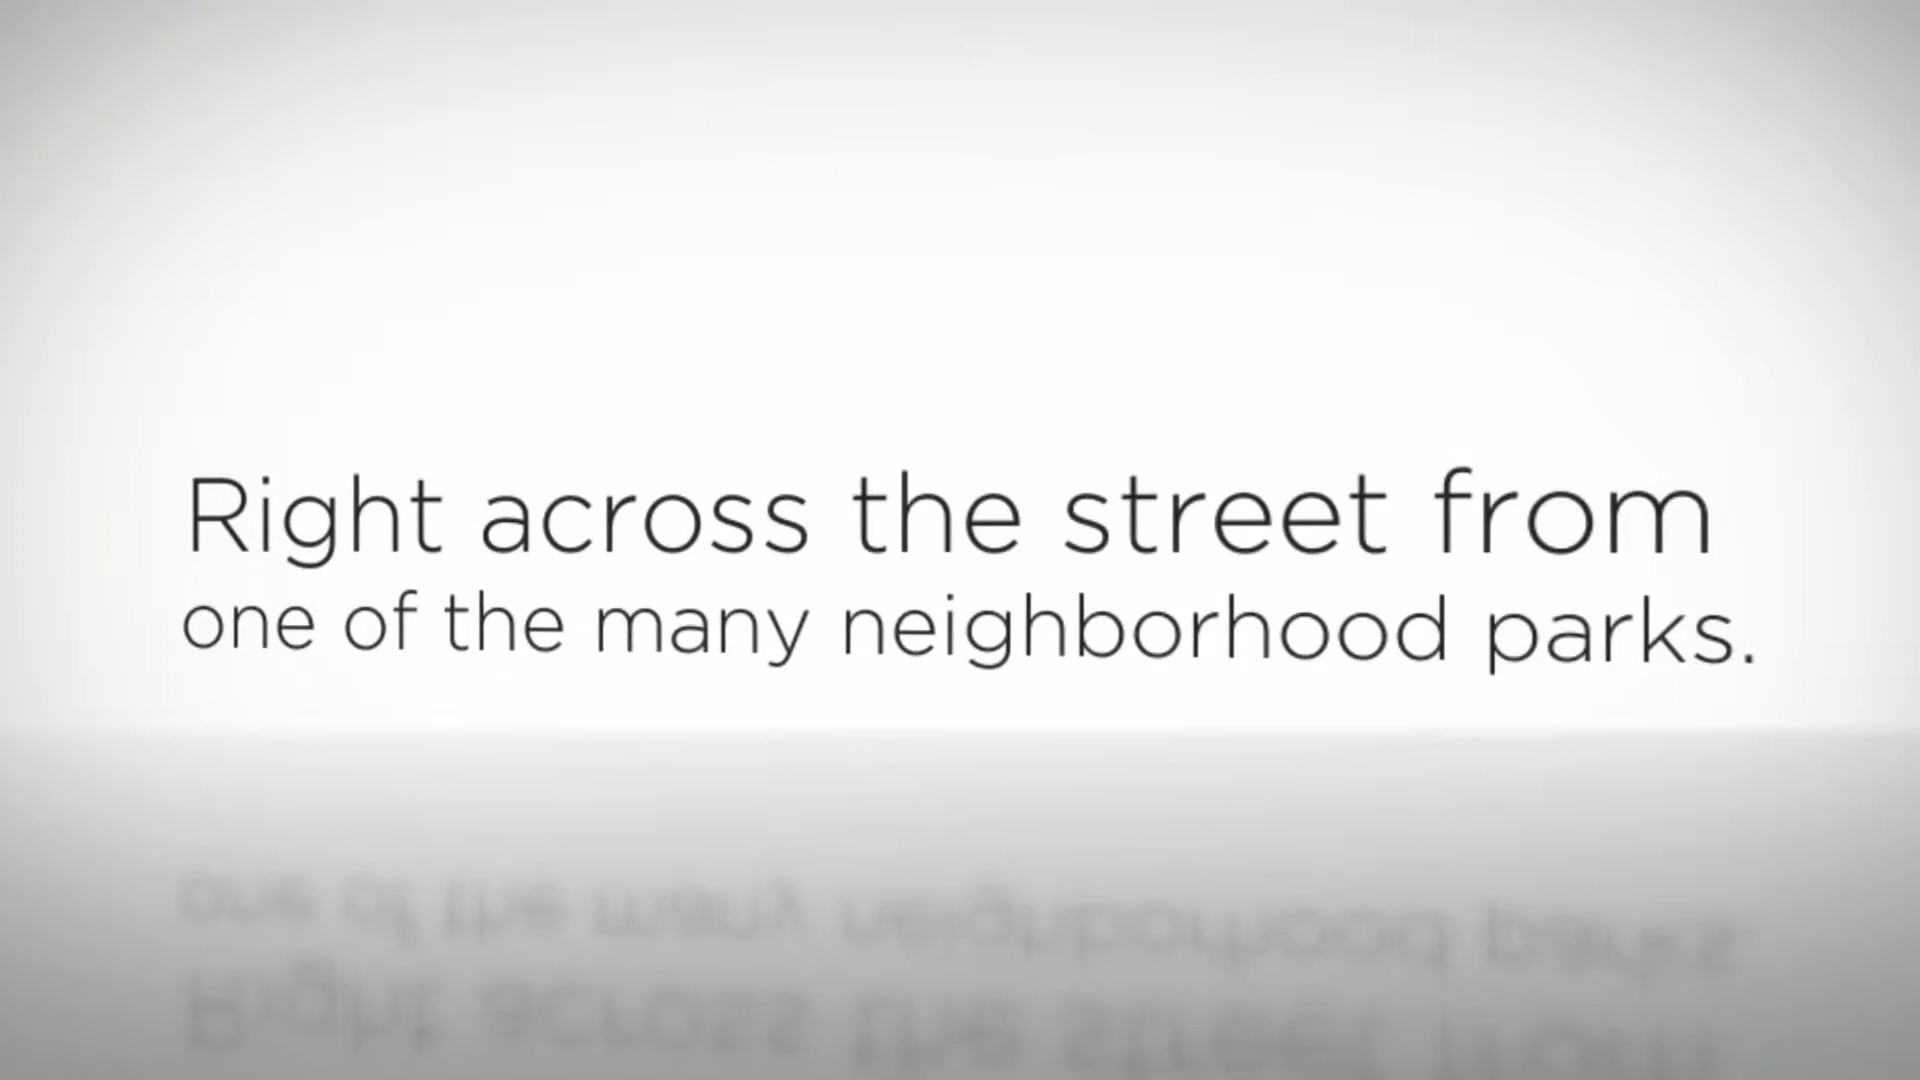 Right across the street from
one of the many neighborhood parks.